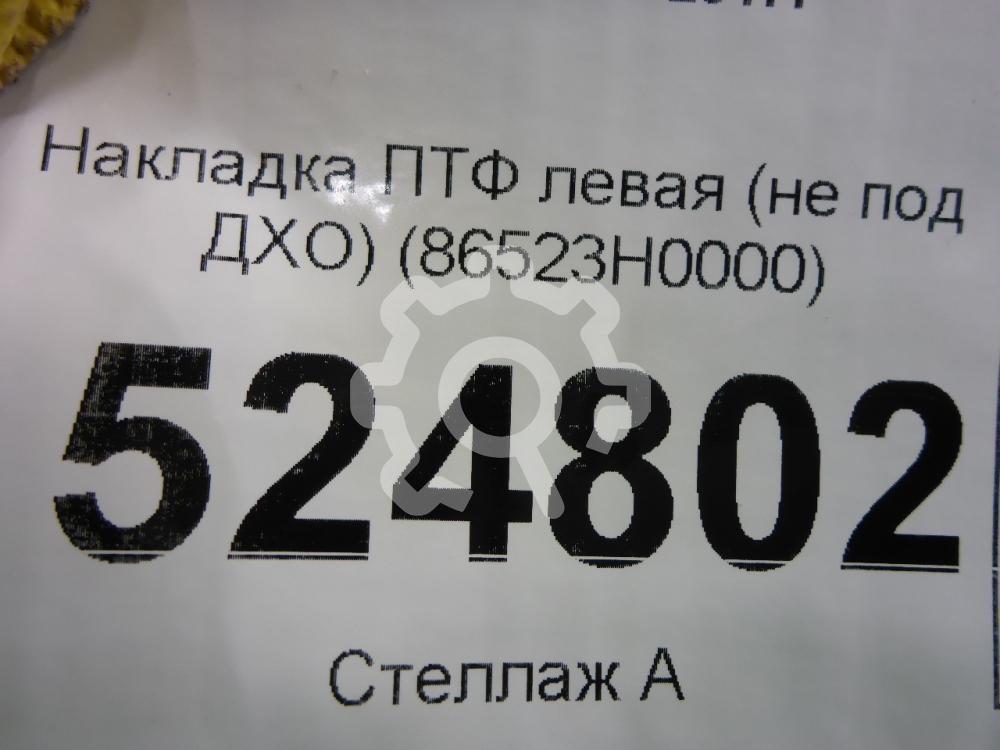 Накладка ПТФ левая (не под
ДХО) (86523H0000)
524802
Стеллаж А